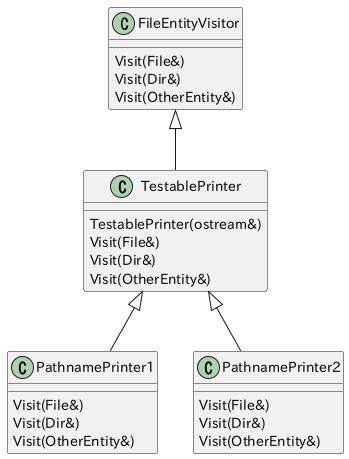 C FileEntityVisitor
Visit(File&)
Visit(Dir&)
Visit(OtherEntity&)
C TestablePrinter
TestablePrinter(ostream&)
Visit(File&)
Visit(Dir&)
Visit(OtherEntity&)
C PathnamePrinter1
Visit(File&)
Visit(Dir&)
Visit(OtherEntity&)
C PathnamePrinter2
Visit(File&)
Visit(Dir&)
Visit(OtherEntity&)